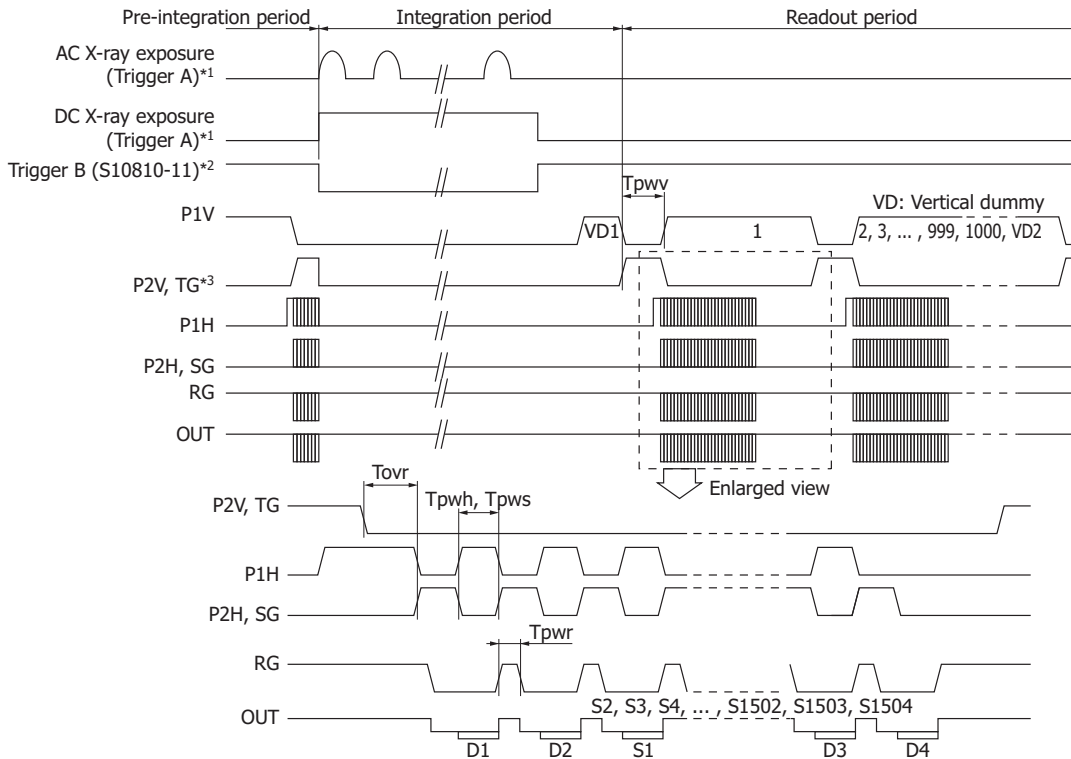 Pre-integration period Integration period Readout period
AC X-ray exposure
(Trigger A)*1
DC X-ray exposure
(Trigger A)*1
Trigger B (S10810-11)*2
Tpwv
VD: Vertical dummy
P1V
VD1 1 2, 3, ... , 999, 1000, VD2
P2V, TG*3
P1H
P2H, SG
RG
OUT
Enlarged view
Tovr
Tpwh, Tpws
P2V, TG
P1H
P2H, SG
Tpwr
RG
S2, S3, S4, ... , S1502, S1503, S1504
OUT
D1 D2 S1 D3 D4